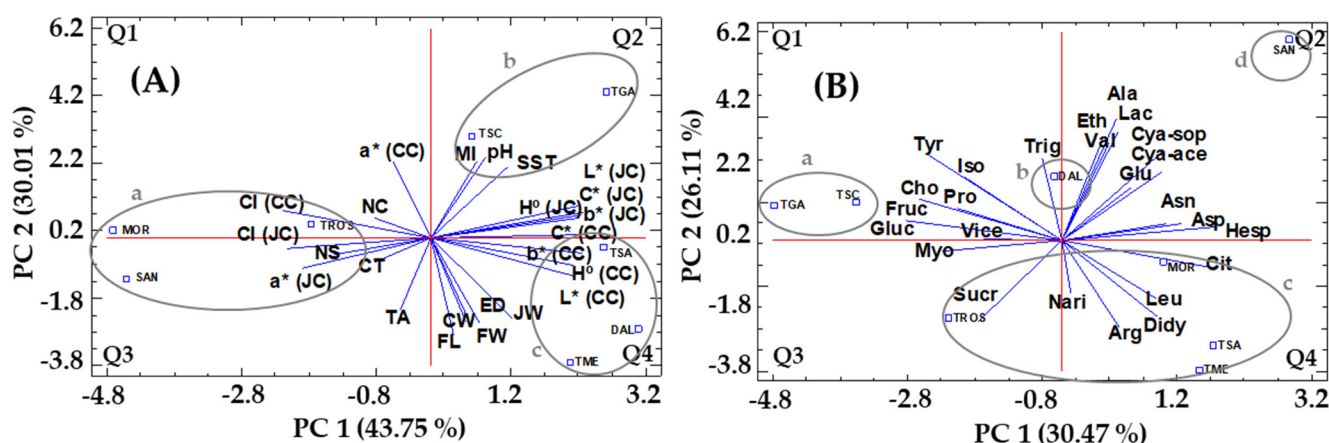 Q1
Q2
(A)
6.2
4.2
2.2
0.2
-1.8
-3.8
PC 2 (30.01 %)
b
TGA
TSC
MI
pH
SST
a* (CC)
L* (JC)
C* (JC)
Hº (JC)
b* (JC)
C* (CC)
TSA
b* (CC)
Hº (CC)
L* (CC)
a
CI (CC)
NC
MOR
TROS
CI (JC)
NS
CT
SAN
a* (JC)
TA
CW
ED
JW
FL
FW
DAL
c
TME
Q3
Q4
-4.8
-2.8
-0.8
1.2
3.2
PC 1 (43.75 %)
Q1
Q2
(B)
6.2
4.2
2.2
0.2
-1.8
-3.8
PC 2 (26.11 %)
d
SAN
Ala
Lac
Eth
Val
Cya-sop
Cya-ace
Glu
Tyr
Iso
Trig
b
DAL
a
TSC
TGA
Cho
Pro
Fruc
Gluc
Vice
Myo
Asn
Asp
Hesp
MOR
Cit
c
Sucr
Nari
Leu
Didy
Arg
TROS
TSA
TME
Q3
Q4
-4.8
-2.8
-0.8
1.2
3.2
PC 1 (30.47 %)